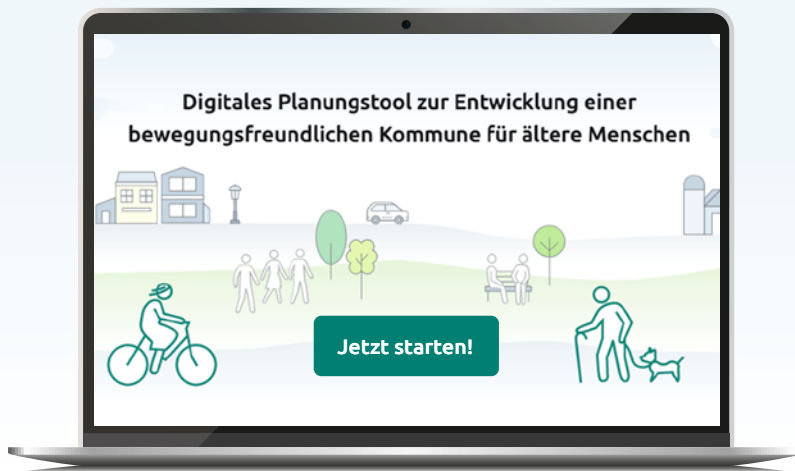 Digitales Planungstool zur Entwicklung einer
bewegungsfreundlichen Kommune für ältere Menschen
Jetzt starten!